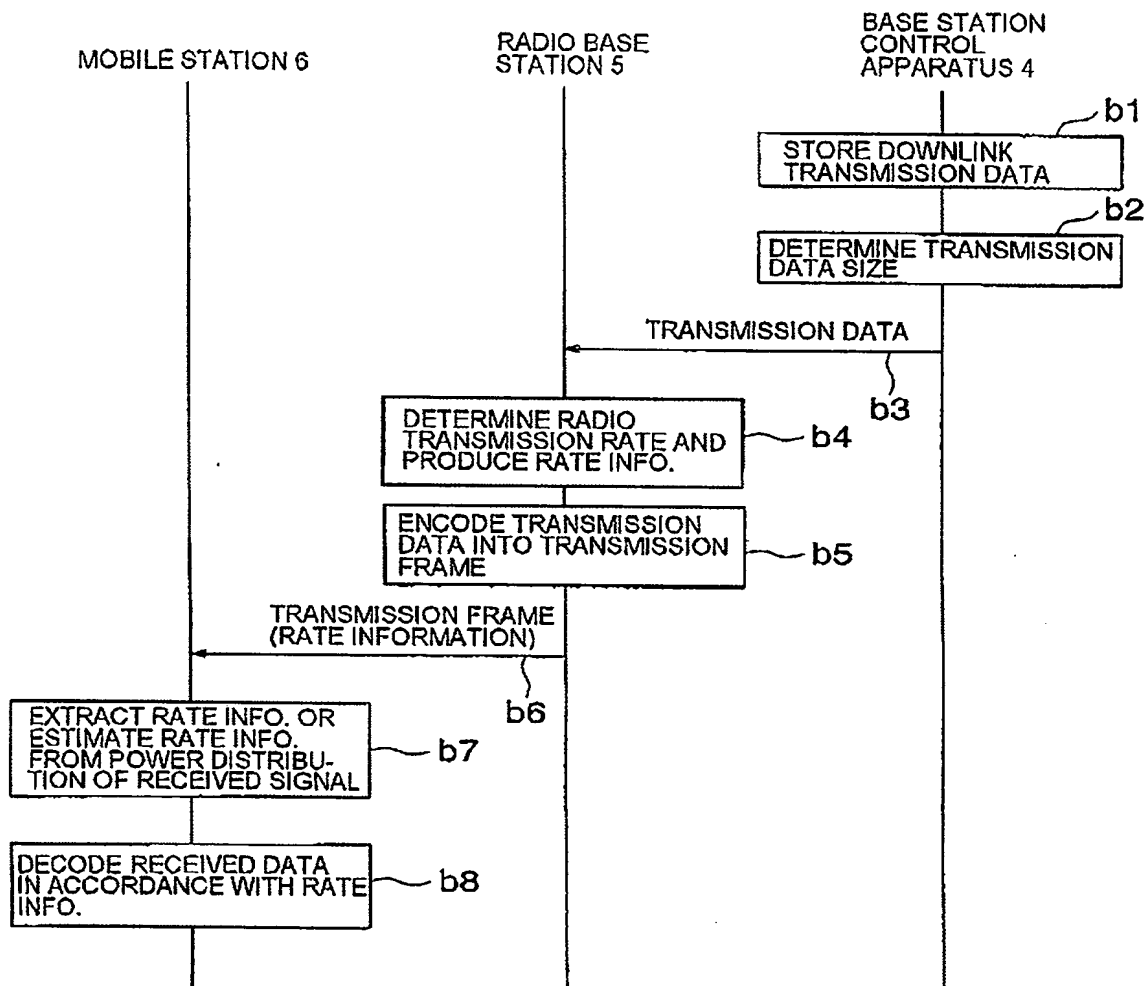 MOBILE STATION 6
RADIO BASE
STATION 5
BASE STATION
CONTROL
APPARATUS 4
b1
STORE DOWNLINK
TRANSMISSION DATA
b2
DETERMINE TRANSMISSION
DATA SIZE
TRANSMISSION DATA
b3
DETERMINE RADIO
TRANSMISSION RATE AND
PRODUCE RATE INFO.
b4
ENCODE TRANSMISSION
DATA INTO TRANSMISSION
FRAME
b5
TRANSMISSION FRAME
(RATE INFORMATION)
b6
EXTRACT RATE INFO. OR
ESTIMATE RATE INFO.
FROM POWER DISTRIBU-
TION OF RECEIVED SIGNAL
b7
DECODE RECEIVED DATA
IN ACCORDANCE WITH RATE
INFO.
b8